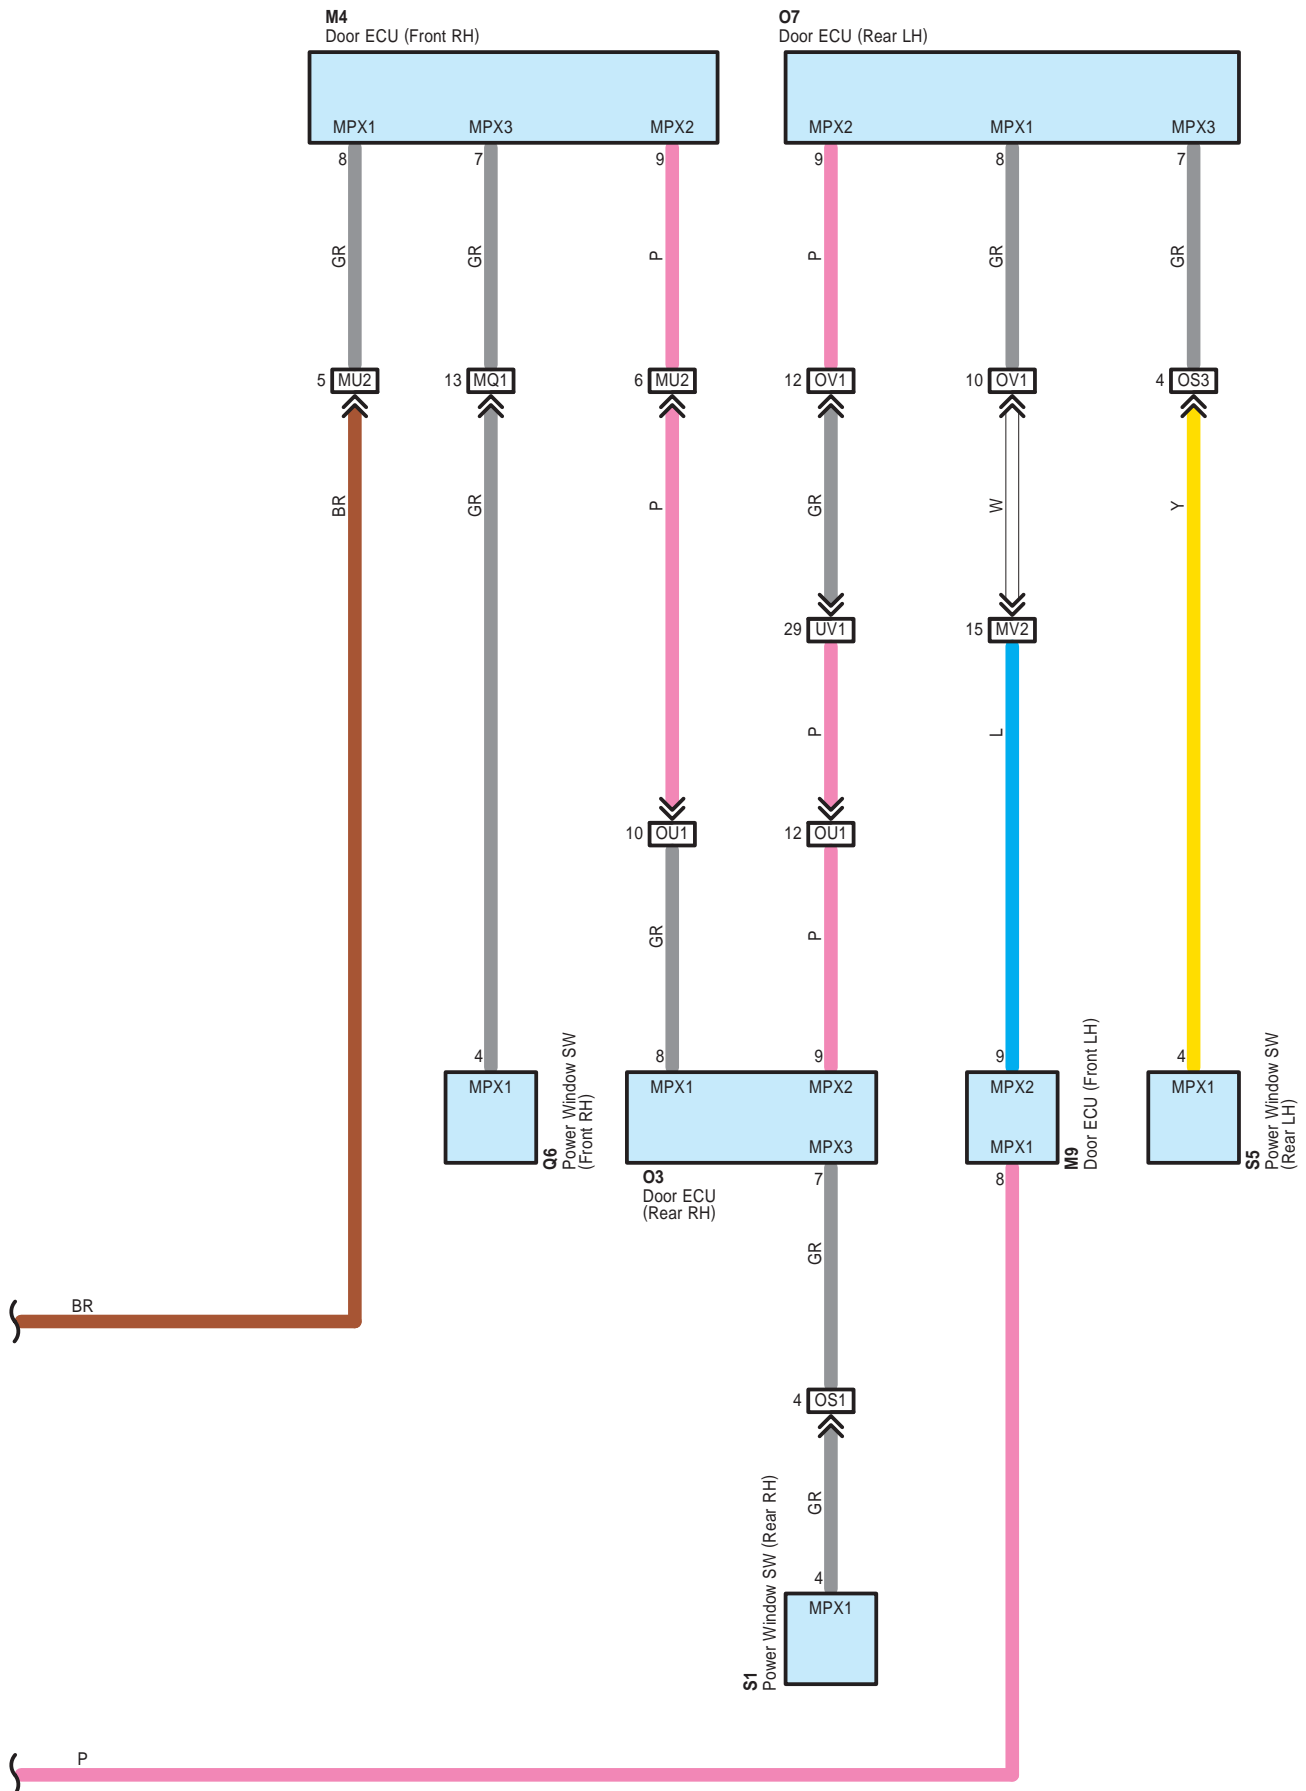 M4
Door ECU (Front RH)
O7
Door ECU (Rear LH)
MPX1
MPX3
MPX2
MPX2
MPX1
MPX3
8
7
9
9
8
7
GR
GR
P
P
GR
GR
5 MU2
13 MQ1
6 MU2
12 OV1
10 OV1
4 OS3
BR
GR
P
GR
W
Y
29 UV1
15 MV2
P
L
10 OU1
12 OU1
GR
P
4
8
9
9
4
MPX1
MPX1
MPX2
MPX2
MPX1
MPX3
MPX1
Q6
Power Window SW
(Front RH)
M9
Door ECU (Front LH)
S5
Power Window SW
(Rear LH)
O3
Door ECU
(Rear RH)
7
8
GR
BR
4 OS1
GR
4
MPX1
S1
Power Window SW (Rear RH)
P